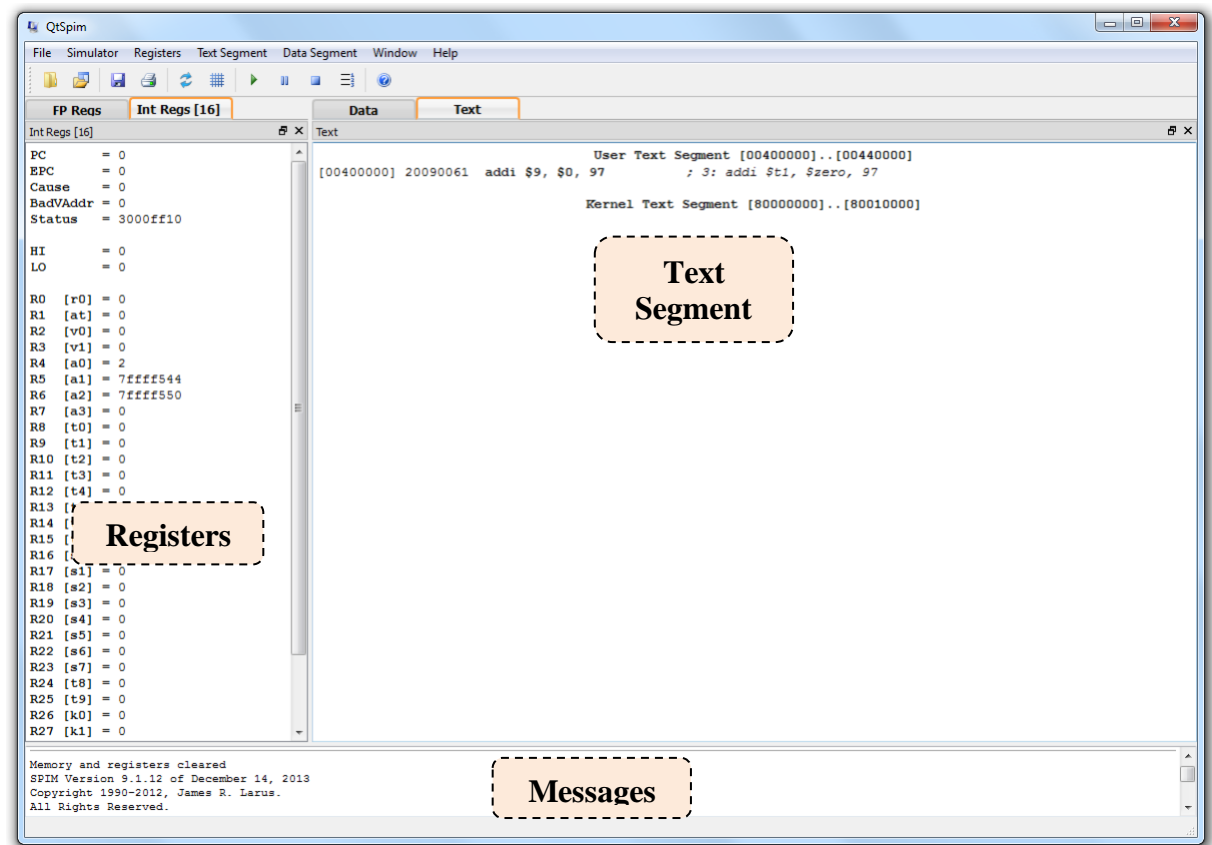 QtSpim
File Simulator Registers Text Segment Data Segment Window Help
FP Regs Int Regs [16] Data Text
Int Regs [16]
PC = 0
EPC = 0
Cause = 0
BadVAddr = 0
Status = 3000ff10
HI = 0
LO = 0
R0 [r0] = 0
R1 [at] = 0
R2 [v0] = 0
R3 [v1] = 0
R4 [a0] = 2
R5 [a1] = 7ffff544
R6 [a2] = 7ffff550
R7 [a3] = 0
R8 [t0] = 0
R9 [t1] = 0
R10 [t2] = 0
R11 [t3] = 0
R12 [t4] = 0
R13
R14
R15
R16
R17 [s1] = 0
R18 [s2] = 0
R19 [s3] = 0
R20 [s4] = 0
R21 [s5] = 0
R22 [s6] = 0
R23 [s7] = 0
R24 [t8] = 0
R25 [t9] = 0
R26 [k0] = 0
R27 [k1] = 0
Registers
Text
User Text Segment [00400000]..[00440000]
[00400000] 20090061 addi $9, $0, 97 ; 3: addi $t1, $zero, 97
Kernel Text Segment [80000000]..[80010000]
Text
Segment
Memory and registers cleared
SPIM Version 9.1.12 of December 14, 2013
Copyright 1990-2012, James R. Larus.
All Rights Reserved.
Messages